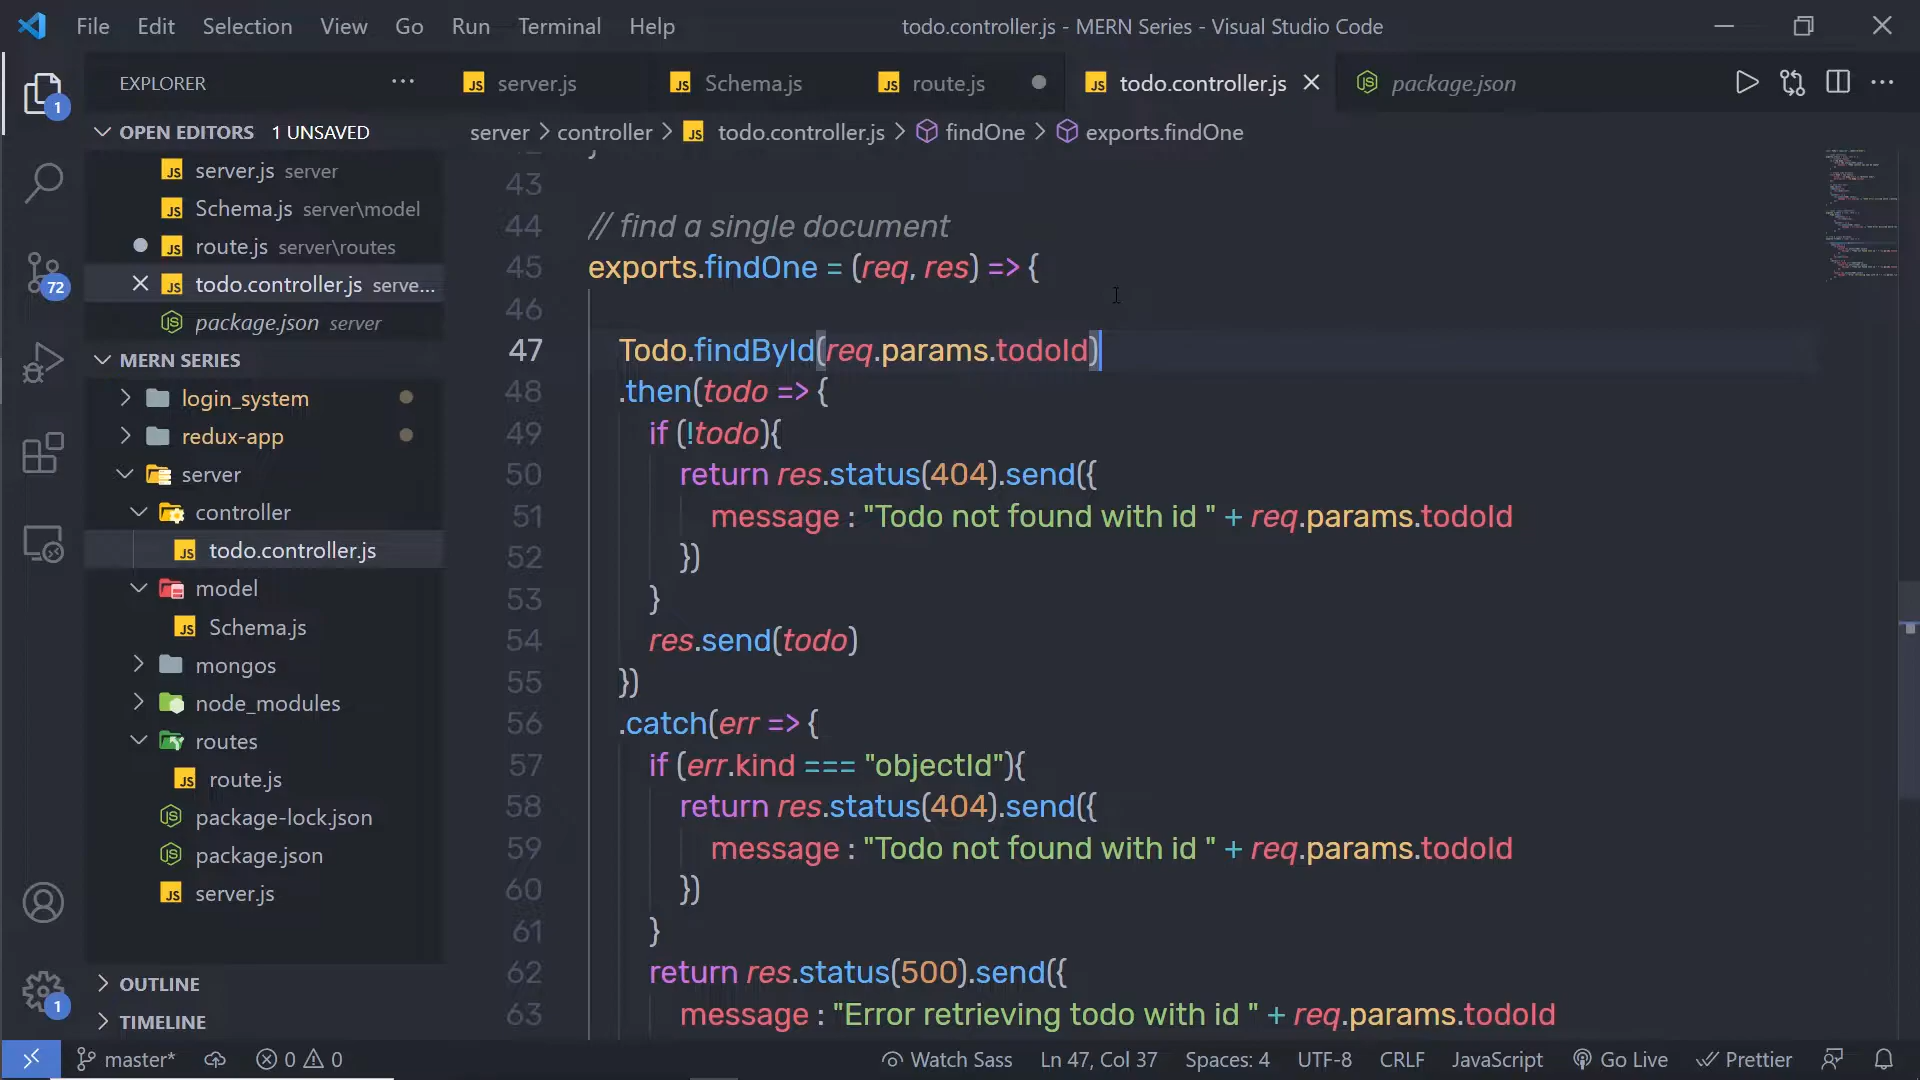 File Edit Selection View Go Run Terminal Help
todo.controller.js - MERN Series - Visual Studio Code
EXPLORER
server.js
Schema.js
route.js
todo.controller.js
package.json
1
OPEN EDITORS 1 UNSAVED
server > controller > todo.controller.js > findOne > exports.findOne
server.js server
Schema.js server\model
route.js server\routes
todo.controller.js serve...
package.json server
72
MERN SERIES
login_system
redux-app
server
controller
todo.controller.js
model
Schema.js
mongos
node_modules
routes
route.js
package-lock.json
package.json
server.js
OUTLINE
TIMELINE
1
43
44 // find a single document
45 exports.findOne = (req, res) => {
46
47 Todo.findById(req.params.todoId)
48 .then(todo => {
49 if (!todo){
50 return res.status(404).send({
51 message : "Todo not found with id " + req.params.todoId
52 })
53 }
54 res.send(todo)
55 })
56 .catch(err => {
57 if (err.kind === "objectId"){
58 return res.status(404).send({
59 message : "Todo not found with id " + req.params.todoId
60 })
61 }
62 return res.status(500).send({
63 message : "Error retrieving todo with id " + req.params.todoId
master* 0 0 Watch Sass Ln 47, Col 37 Spaces: 4 UTF-8 CRLF JavaScript Go Live Prettier